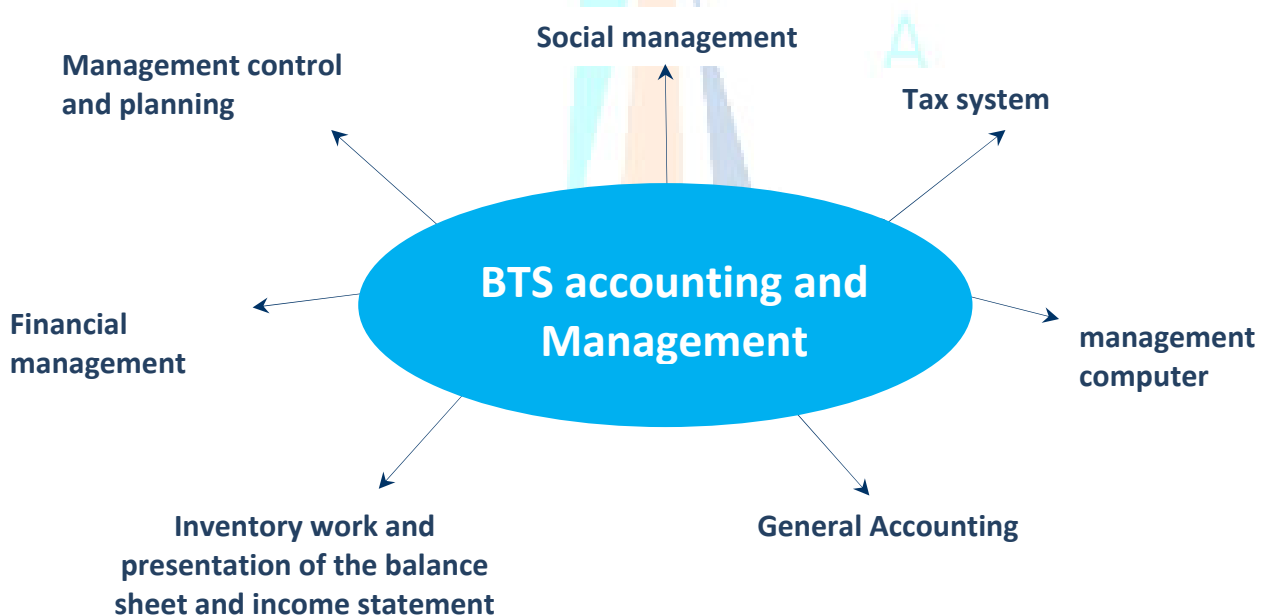 Social management
A
Management control
and planning
Tax system
BTS accounting and
Management
Financial
management
management
computer
Inventory work and
presentation of the balance
sheet and income statement
General Accounting